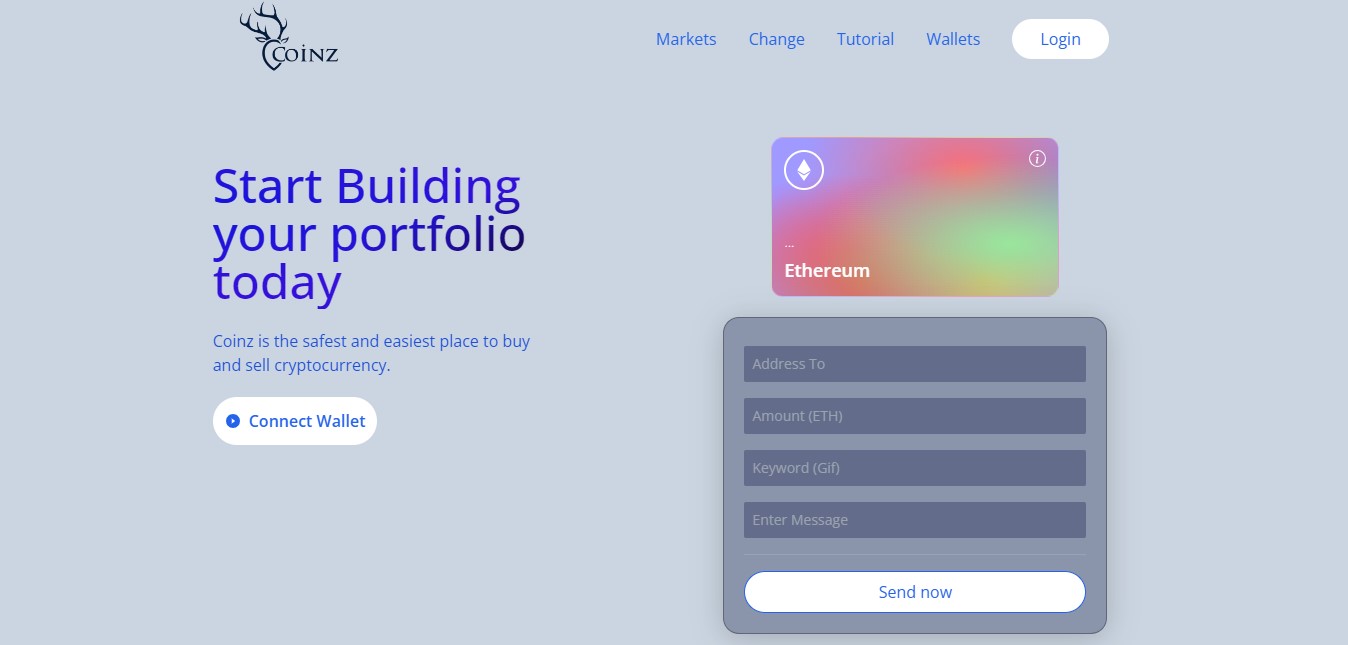 Coinz
Markets Change Tutorial Wallets Login
Start Building
your portfolio
today
Coinz is the safest and easiest place to buy
and sell cryptocurrency.
Connect Wallet
...
Ethereum
Address To
Amount (ETH)
Keyword (Gif)
Enter Message
Send now